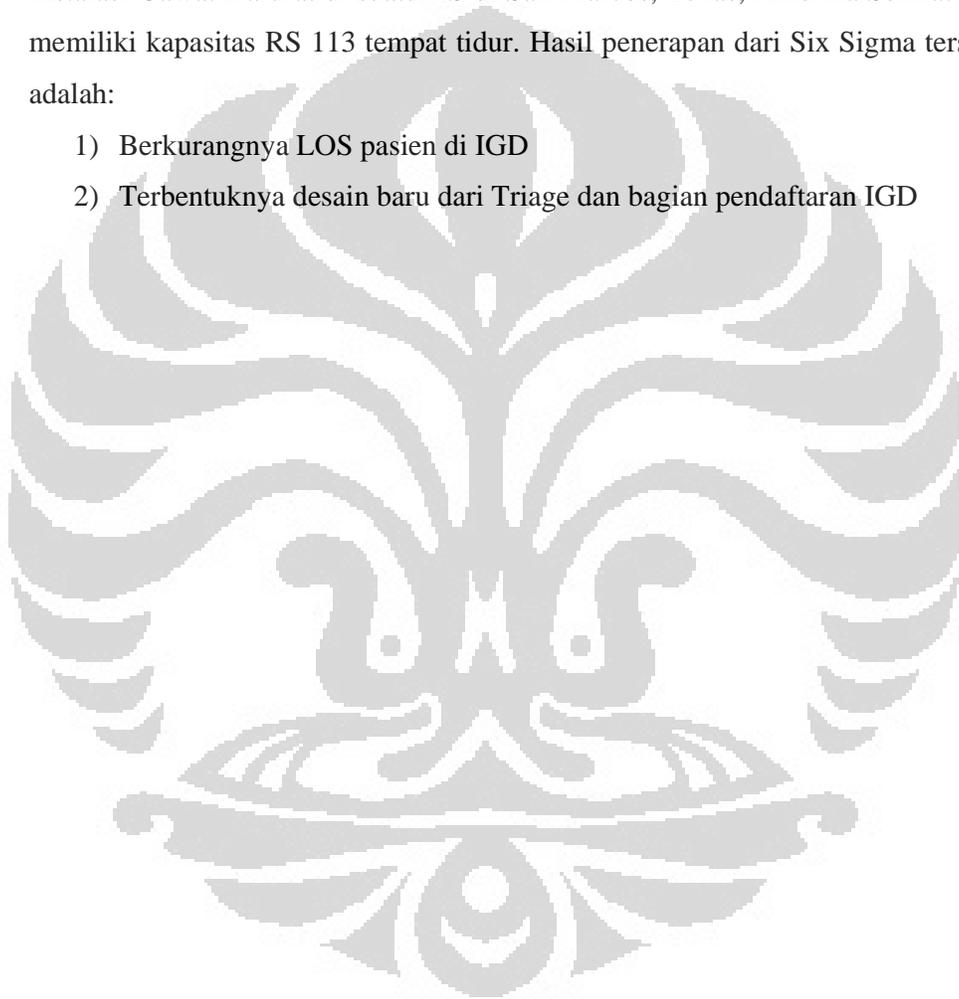 memiliki kapasitas RS 113 tempat tidur. Hasil penerapan dari Six Sigma
adalah:
1) Berkurangnya LOS pasien di IGD
2) Terbentuknya desain baru dari Triage dan bagian pendaftaran IGD